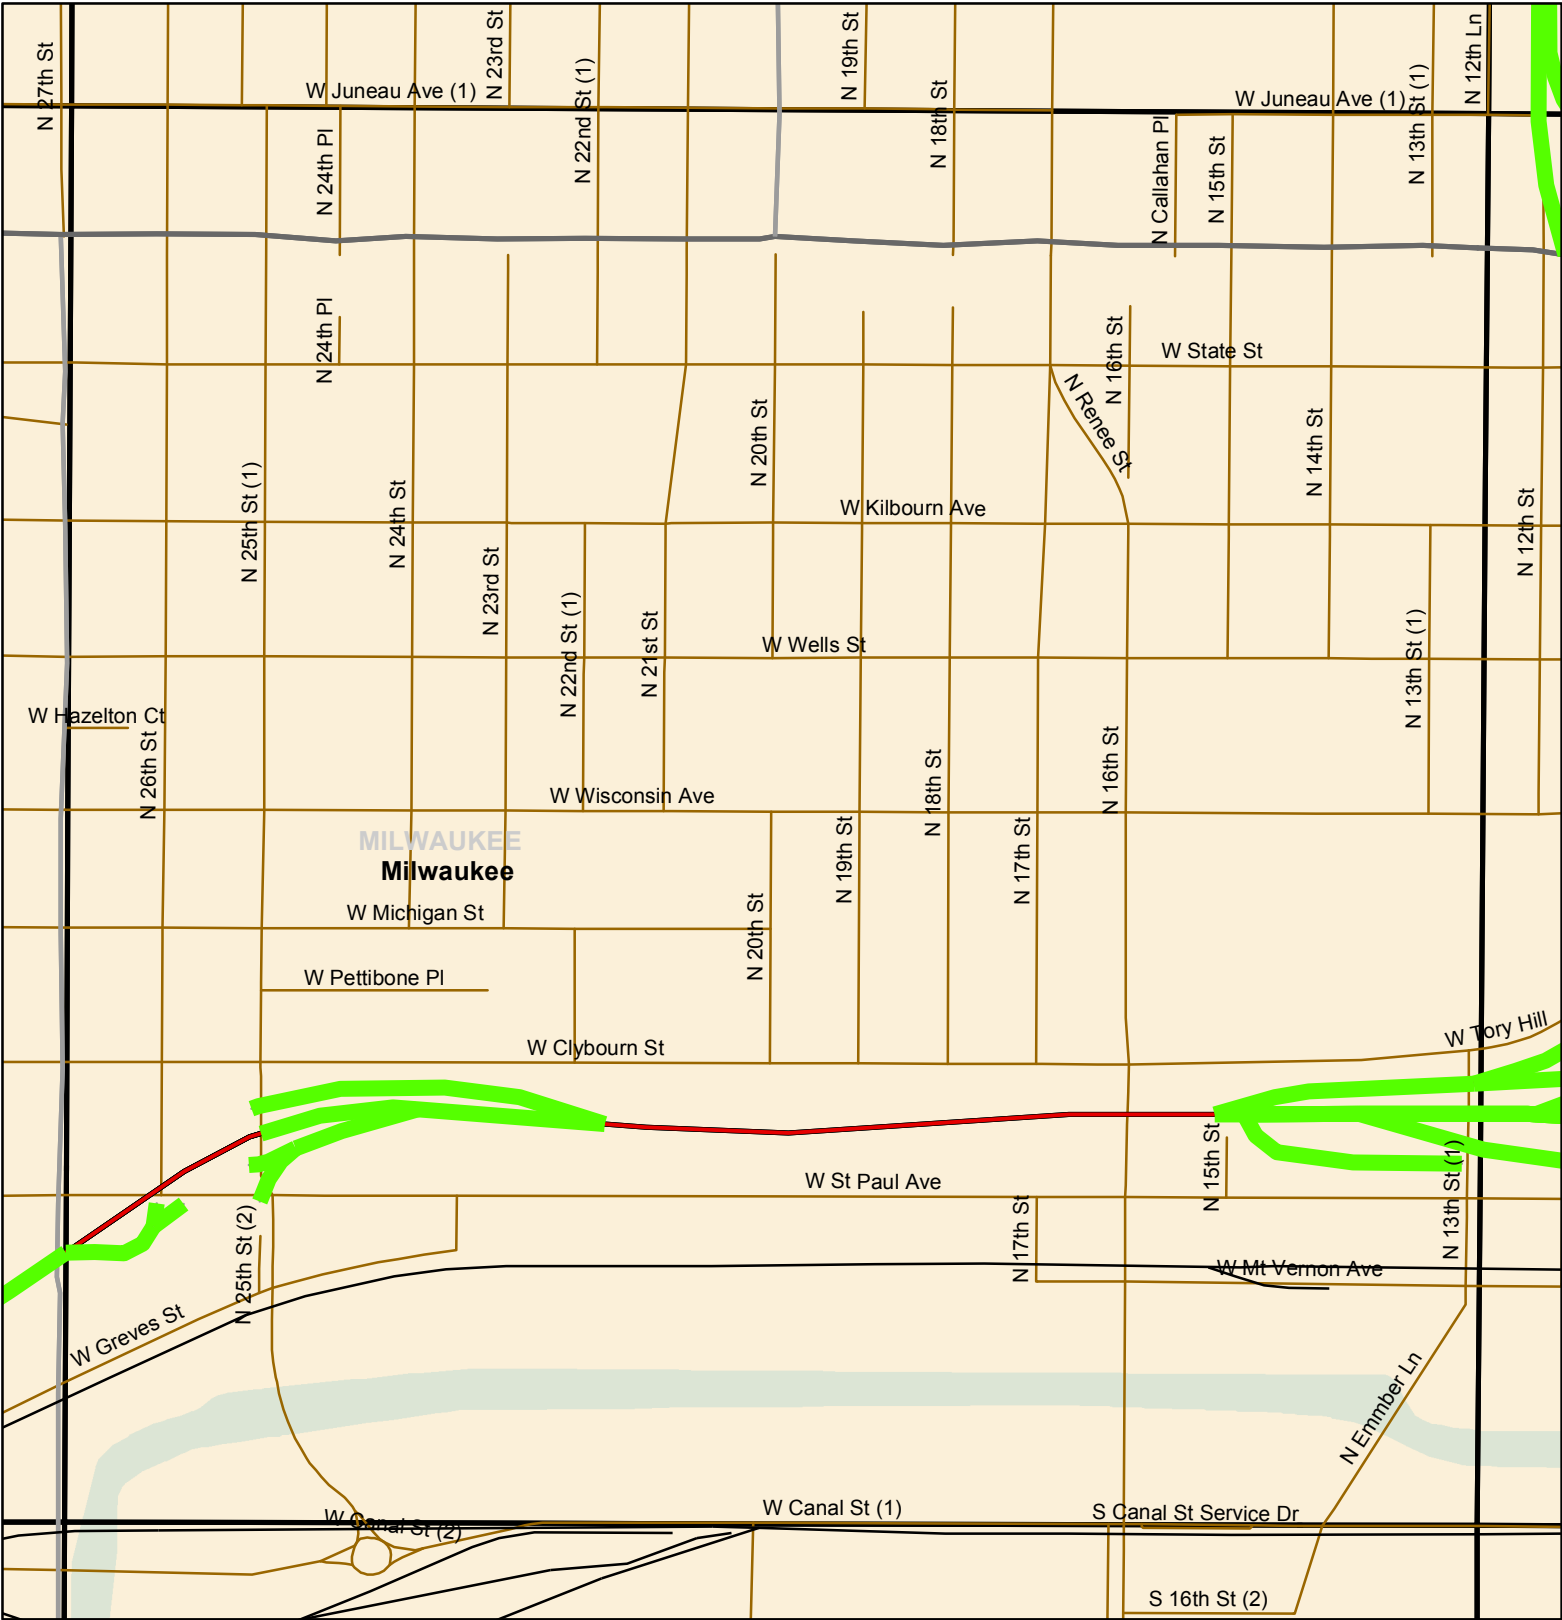 N 27th St
N 23rd St
N 19th St
N 12th Ln
W Juneau Ave (1)
N 22nd St (1)
N 18th St
W Juneau Ave (1)
N 13th St (1)
N 24th Pl
N Callahan Pl
N 15th St
N 24th Pl
N 16th St
W State St
N Renee St
N 20th St
N 14th St
N 25th St (1)
N 24th St
W Kilbourn Ave
N 12th St
N 23rd St
N 22nd St (1)
N 21st St
W Wells St
N 13th St (1)
W Hazelton Ct
N 26th St
N 18th St
N 16th St
W Wisconsin Ave
MILWAUKEE
Milwaukee
N 19th St
N 17th St
W Michigan St
N 20th St
W Pettibone Pl
W Clybourn St
W Tory Hill
N 15th St
W St Paul Ave
N 13th St (1)
N 25th St (2)
N 17th St
W Mt Vernon Ave
W Greves St
N Emmber Ln
W Canal St (1)
S Canal St Service Dr
W Canal St (2)
S 16th St (2)